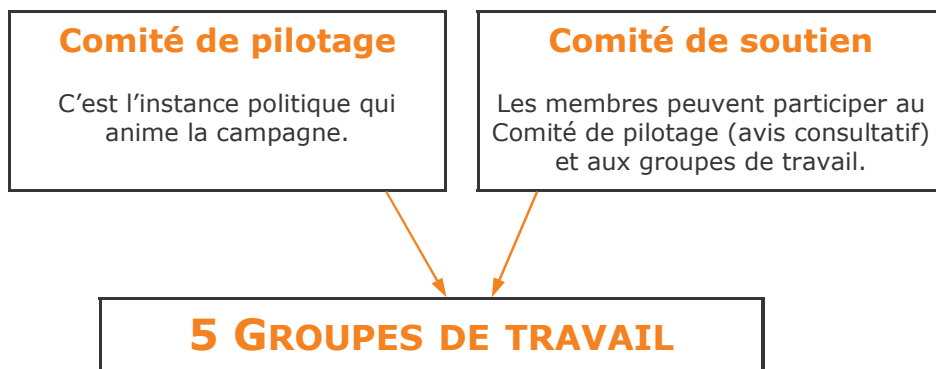 Comité de pilotage
C’est l’instance politique qui
anime la campagne.
Comité de soutien
Les membres peuvent participer au
Comité de pilotage (avis consultatif)
et aux groupes de travail.
5 GROUPES DE TRAVAIL